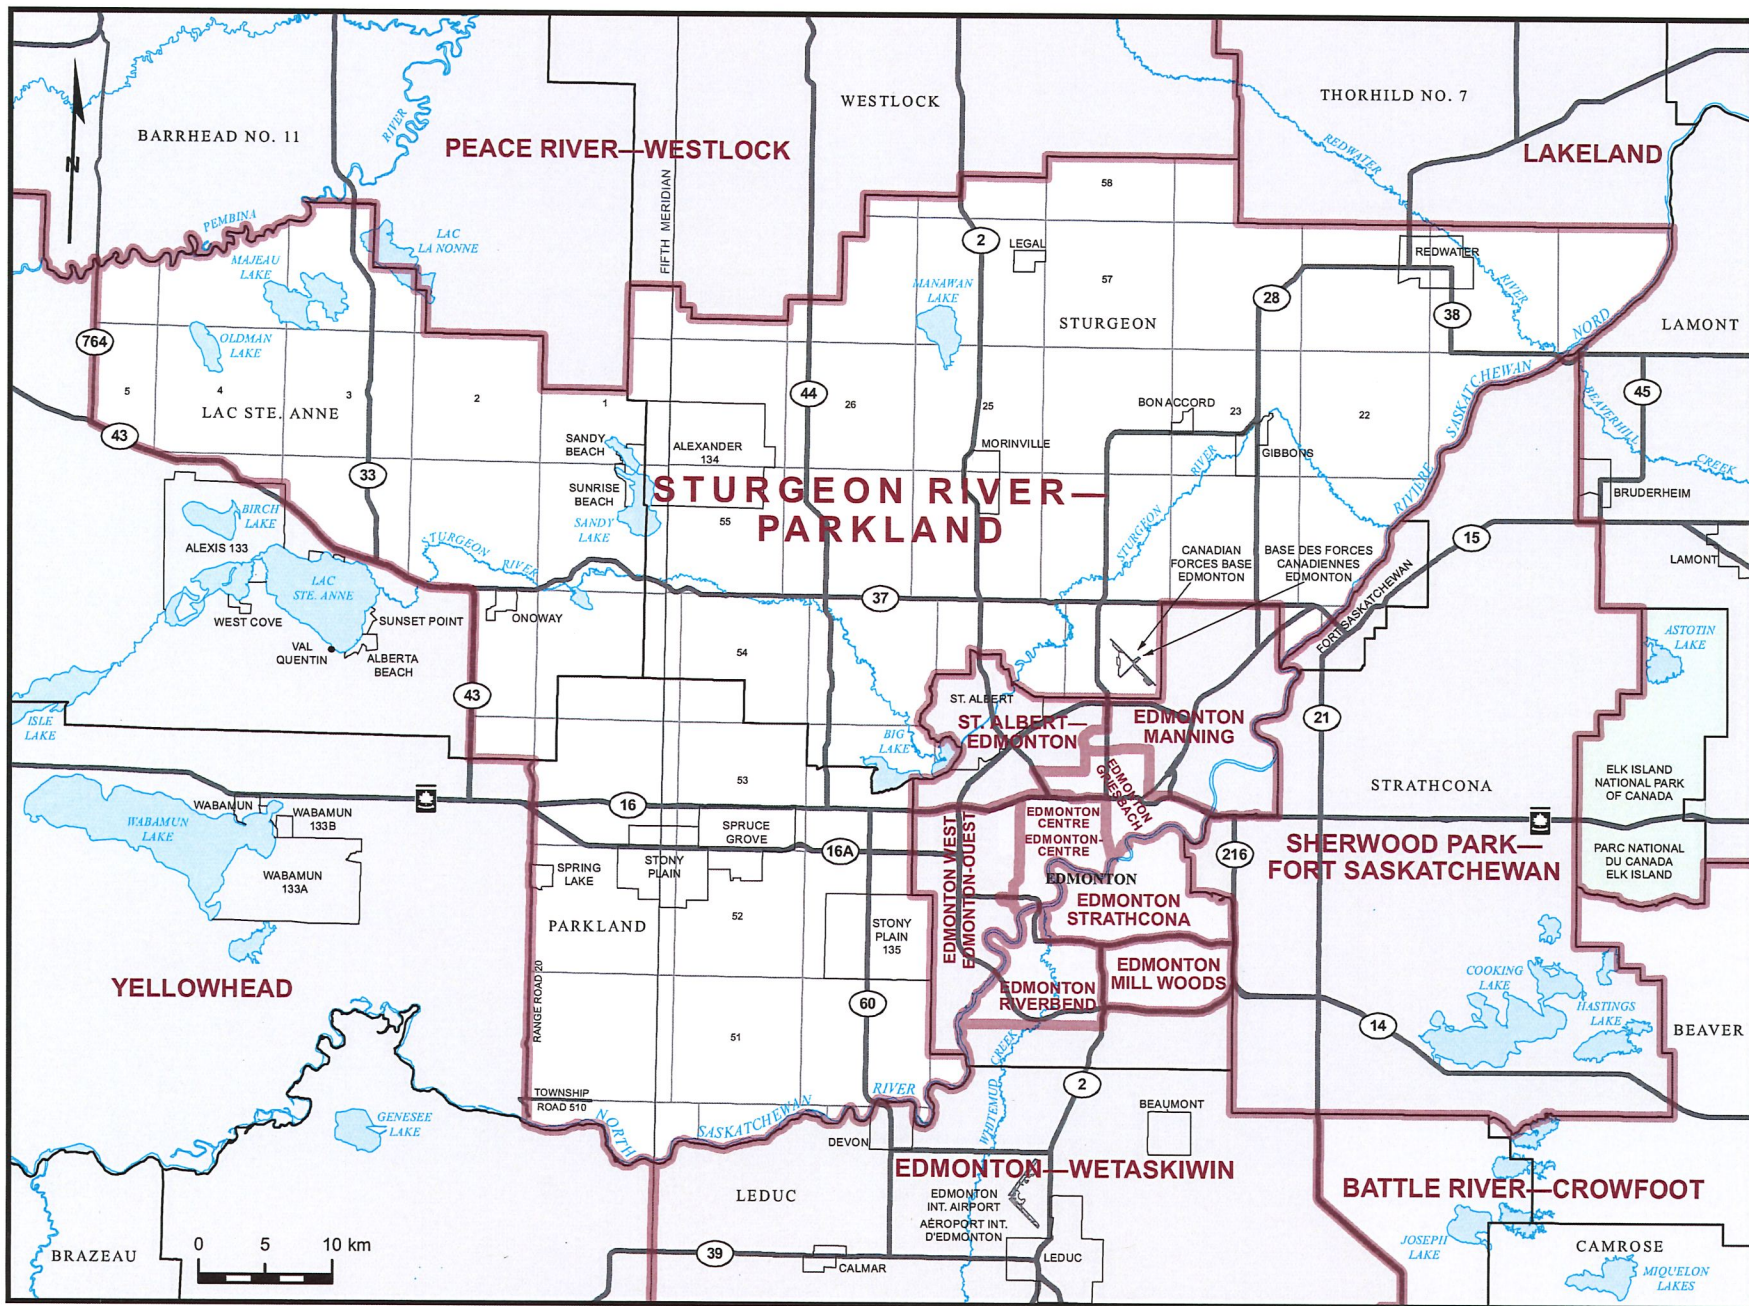 WESTLOCK
THORHILD NO. 7
BARRHEAD NO. 11
RIVER
PEACE RIVER—WESTLOCK
REDWATER
RIVER
LAKELAND
N
58
PEMBINA
LAC
LA NONNE
FIFTH MERIDIAN
2
LEGAL
REDWATER
MAJEAU
LAKE
57
MANAWAN
LAKE
28
38
NORD
STURGEON
LAMONT
764
OLDMAN
LAKE
5
4
3
2
1
44
26
25
23
22
45
SASKATCHEWAN
RIVIÈRE
BEAVERHILL
CREEK
LAC STE. ANNE
BON ACCORD
43
SANDY
BEACH
ALEXANDER
134
MORINVILLE
GIBBONS
33
SUNRISE
BEACH
STURGEON RIVER—
PARKLAND
BRUDERHEIM
BIRCH
LAKE
SANDY
LAKE
55
STURGEON
RIVER
15
ALEXIS 133
STURGEON
RIVER
CANADIAN
FORCES BASE
EDMONTON
BASE DES FORCES
CANADIENNES
EDMONTON
LAMONT
LAC
STE. ANNE
37
FORT SASKATCHEWAN
WEST COVE
SUNSET POINT
ONOWAY
VAL
QUENTIN
ALBERTA
BEACH
54
ASTOTIN
LAKE
43
ST. ALBERT
ISLE
LAKE
21
ST. ALBERT—
EDMONTON
EDMONTON
MANNING
BIG
LAKE
53
EDMONTON
GRIESBACH
STRATHCONA
ELK ISLAND
NATIONAL PARK
OF CANADA
WABAMUN
WABAMUN
133B
16
WABAMUN
LAKE
SPRUCE
GROVE
EDMONTON
CENTRE
EDMONTON-
CENTRE
EDMONTON WEST
EDMONTON-OUEST
SHERWOOD PARK—
FORT SASKATCHEWAN
16A
216
PARC NATIONAL
DU CANADA
ELK ISLAND
SPRING
LAKE
STONY
PLAIN
WABAMUN
133A
EDMONTON
EDMONTON
STRATHCONA
PARKLAND
52
STONY
PLAIN
135
EDMONTON
MILL WOODS
COOKING
LAKE
YELLOWHEAD
RANGE ROAD 20
60
EDMONTON
RIVERBEND
HASTINGS
LAKE
14
BEAVER
51
CREEK
WHITEMUD
2
TOWNSHIP
ROAD 510
RIVER
SASKATCHEWAN
NORTH
BEAUMONT
GENESEE
LAKE
DEVON
EDMONTON—WETASKIWIN
BATTLE RIVER—CROWFOOT
LEDUC
EDMONTON
INT. AIRPORT
AÉROPORT INT.
D'EDMONTON
JOSEPH
LAKE
CAMROSE
BRAZEAU
0 5 10 km
39
CALMAR
LEDUC
MIQUELON
LAKES